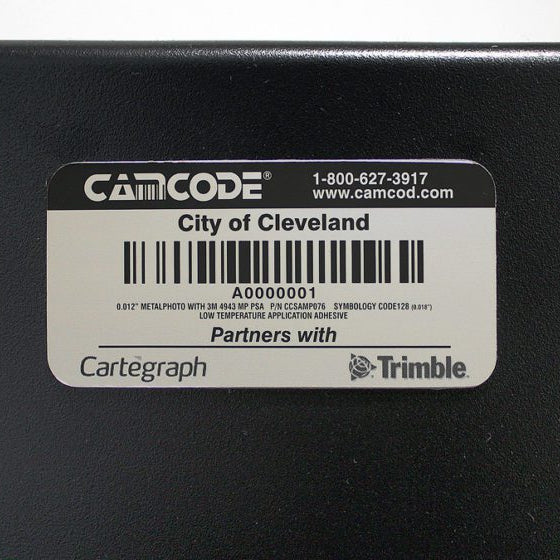 CAMCODE® 1-800-627-3917
www.camcod.com
City of Cleveland
A0000001
0.012" METALPHOTO WITH 3M 4943 MP PSA P/N CCSAMP076 SYMBOLOGY CODE128 (0.018")
LOW TEMPERATURE APPLICATION ADHESIVE
Partners with
Cartegraph Trimble